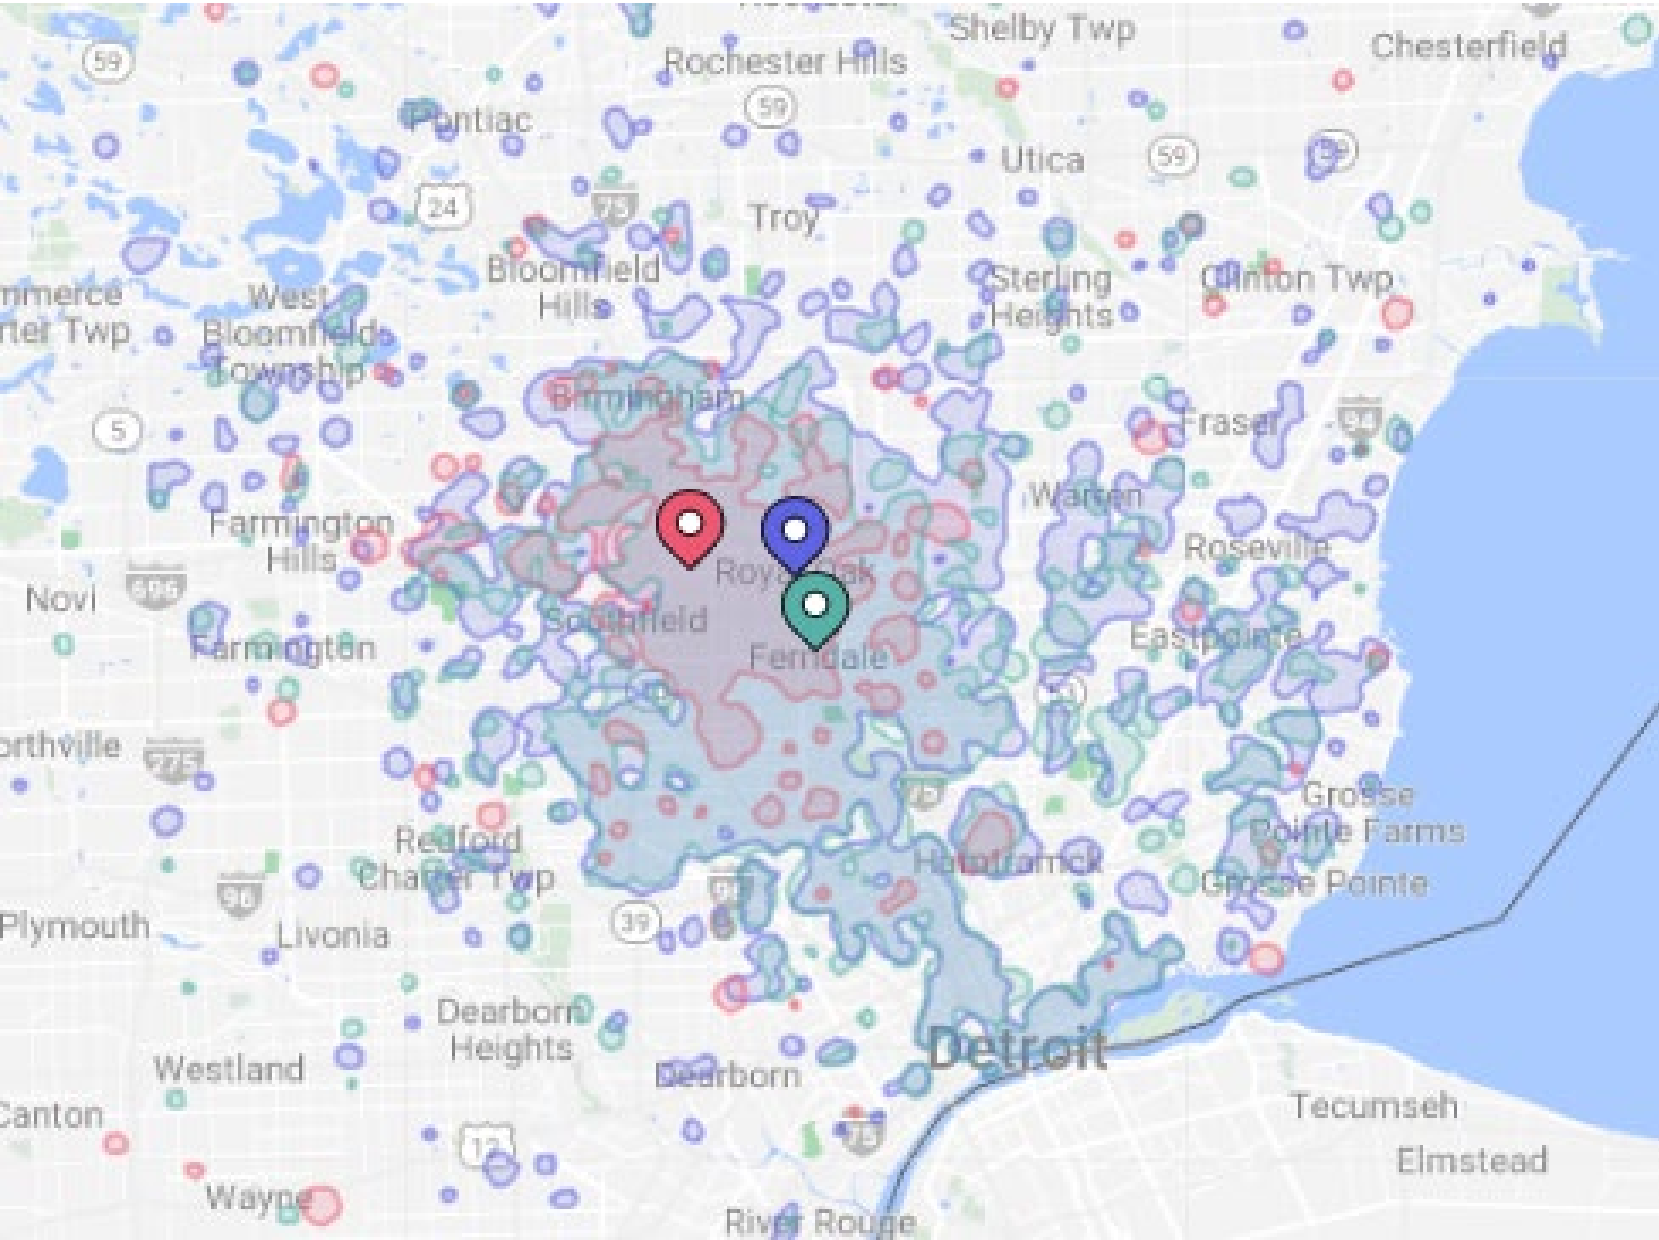 Shelby Twp
Chesterfield
Rochester Hills
59
59
Pontiac
Utica
59
24
75
Troy
Bloomfield
Hills
Sterling
Heights
Clinton Twp
West
Bloomfield
Township
Birmingham
5
Fraser
94
Warren
Farmington
Hills
Roseville
Royal Oak
Novi
696
Southfield
Farmington
Ferndale
Eastpointe
275
75
Grosse
Pointe Farms
Redford
Charter Twp
Hamtramck
Grosse Pointe
96
39
Plymouth
Livonia
Dearborn
Heights
Detroit
Westland
Dearborn
Canton
Tecumseh
75
12
Elmstead
Wayne
River Rouge